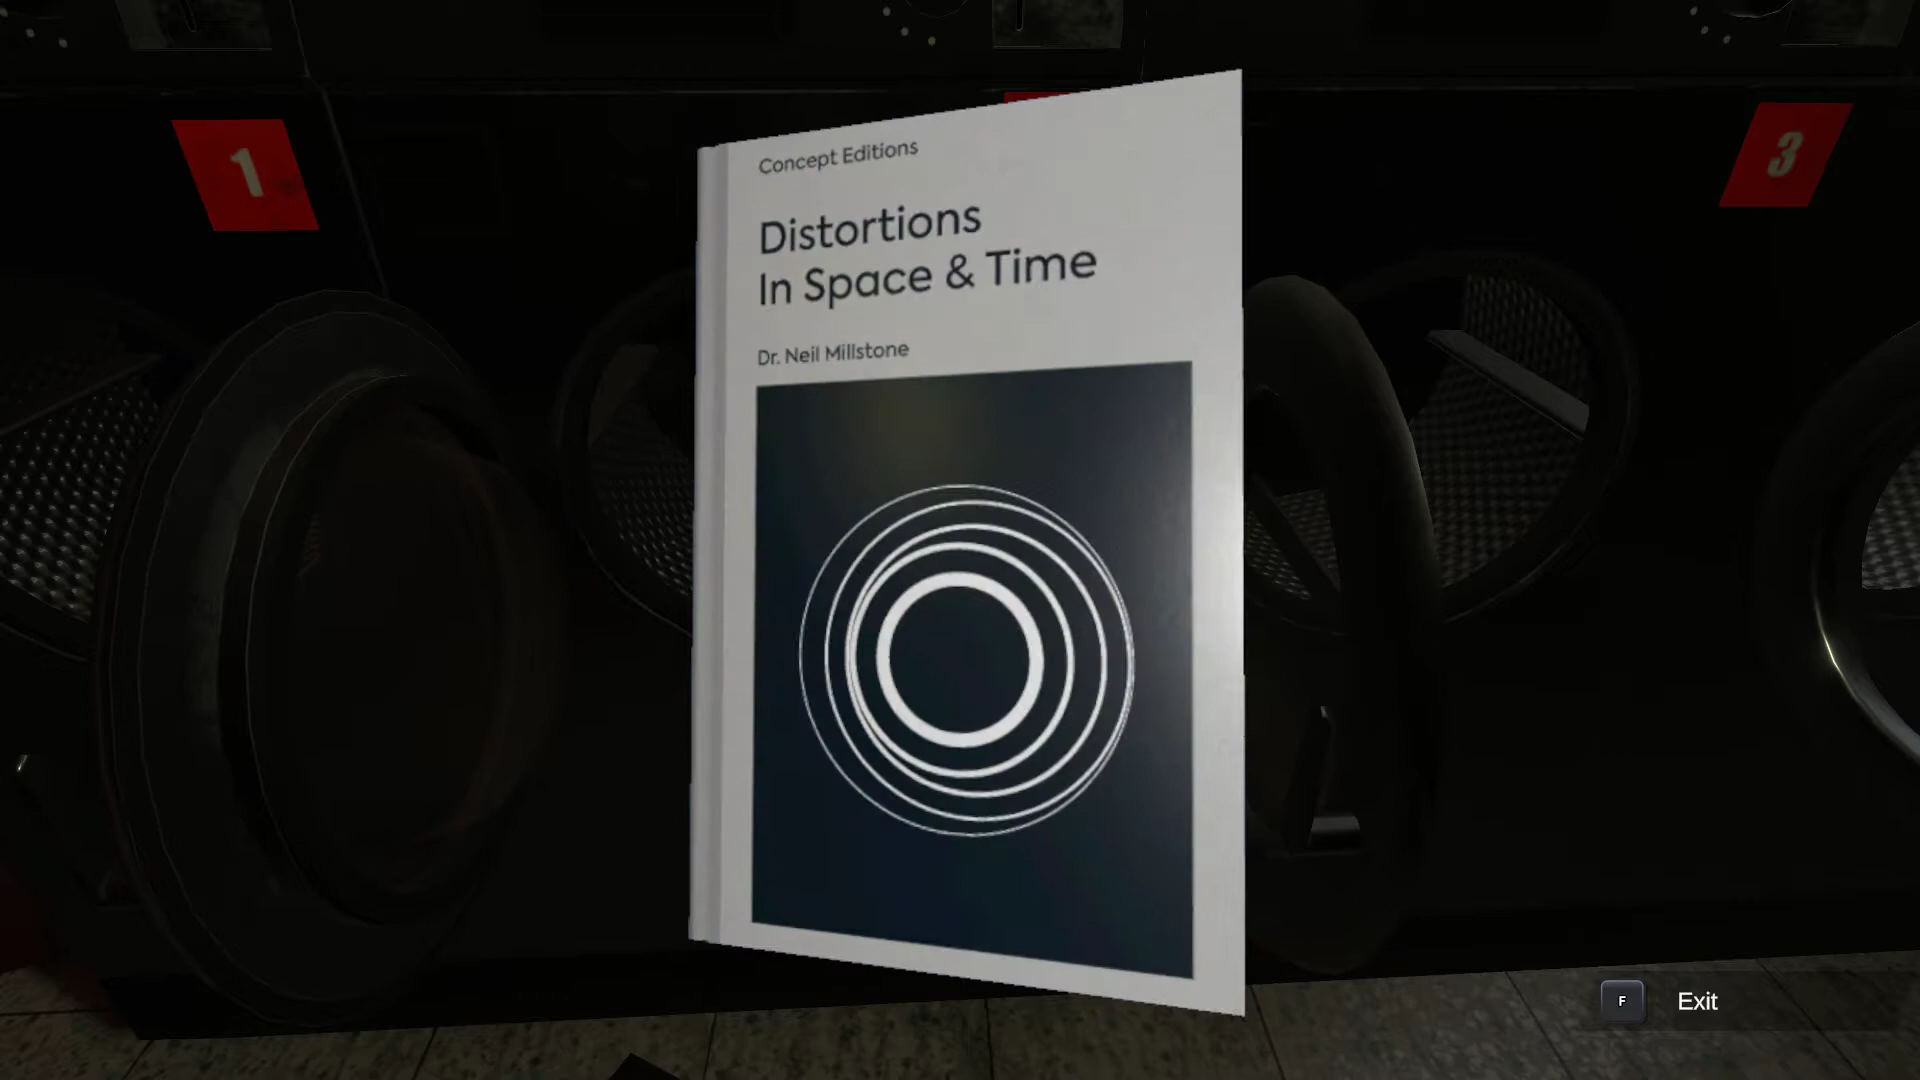 1
3
Concept Editions
Distortions
In Space & Time
Dr. Neil Millstone
F
Exit